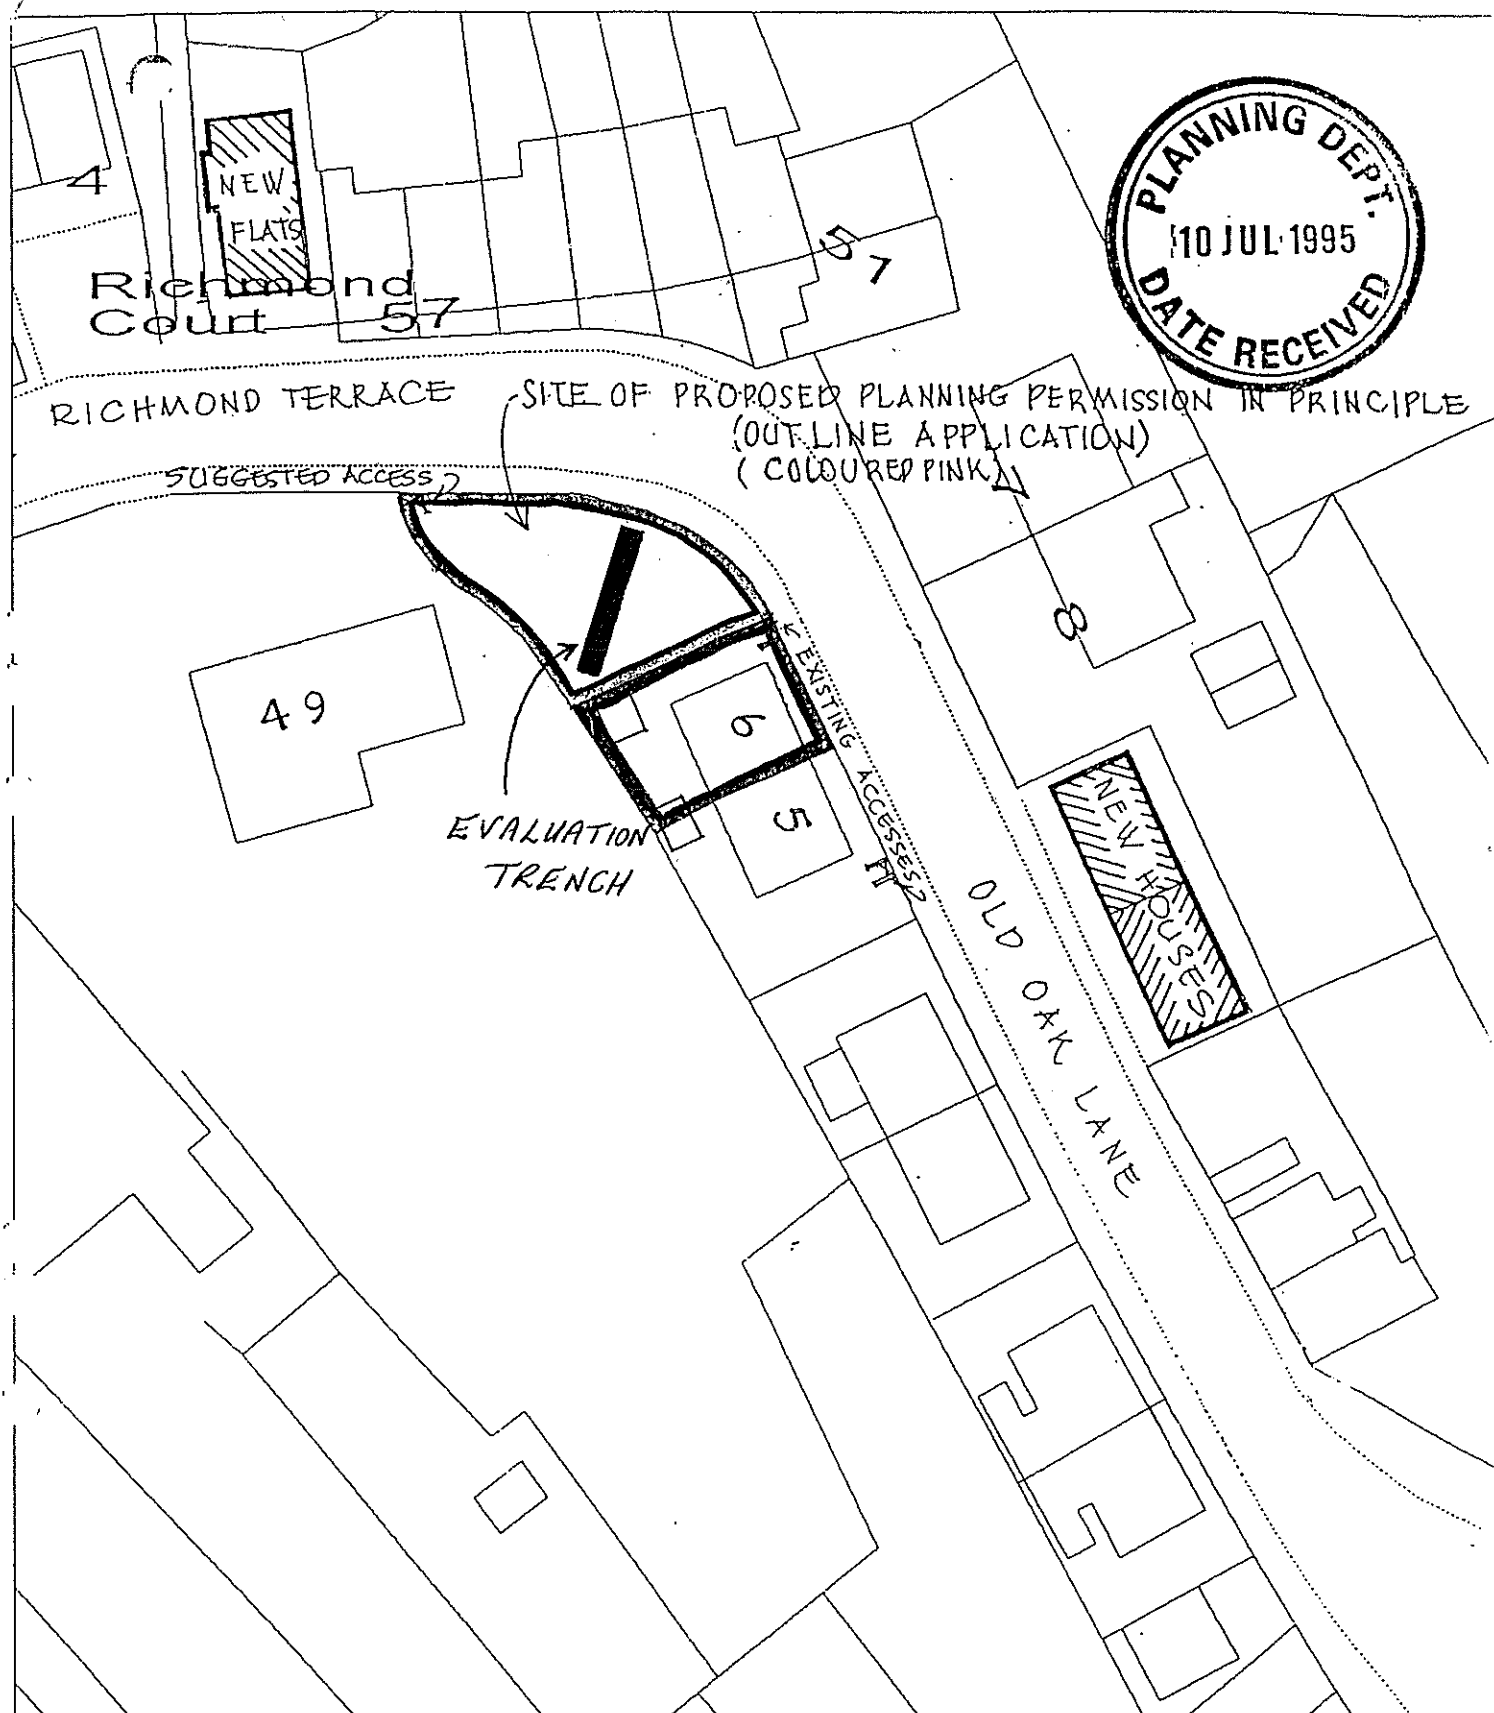 PLANNING DEPT.
10 JUL 1995
DATE RECEIVED
4
NEW
FLATS
Richmond
Court 57
57
RICHMOND TERRACE
SITE OF PROPOSED PLANNING PERMISSION IN PRINCIPLE
(OUTLINE APPLICATION)
(COLOURED PINK)
SUGGESTED ACCESS
8
49
6
5
EXISTING ACCESSES
EVALUATION
TRENCH
NEW HOUSES
OLD OAK LANE